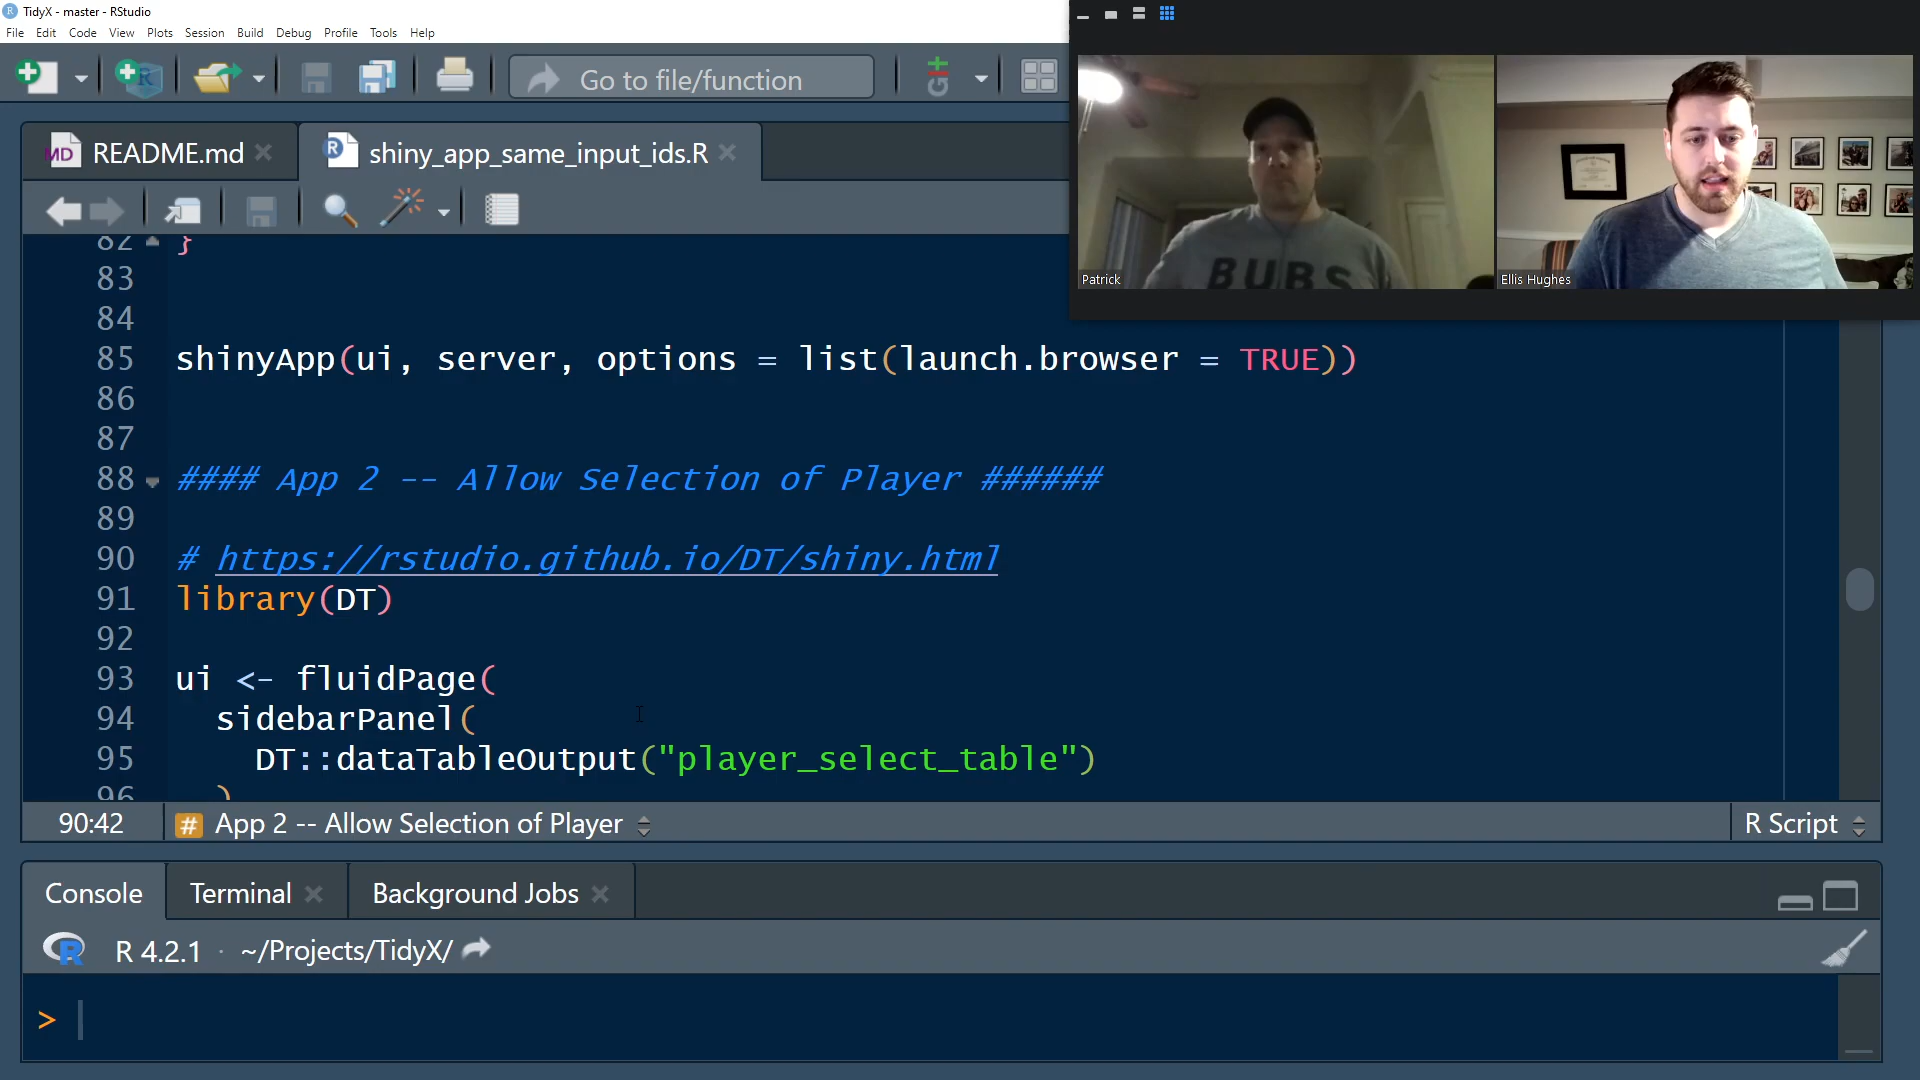 TidyX - master - RStudio
File Edit Code View Plots Session Build Debug Profile Tools Help
Go to file/function
README.md
shiny_app_same_input_ids.R
82 }
83
84
85 shinyApp(ui, server, options = list(launch.browser = TRUE))
86
87
88 #### App 2 -- Allow Selection of Player ######
89
90 # https://rstudio.github.io/DT/shiny.html
91 library(DT)
92
93 ui <- fluidPage(
94 sidebarPanel(
95 DT::dataTableOutput("player_select_table")
96 )
90:42 # App 2 -- Allow Selection of Player R Script
Console Terminal Background Jobs
R 4.2.1 · ~/Projects/TidyX/
>
BUBS
Patrick
Ellis Hughes